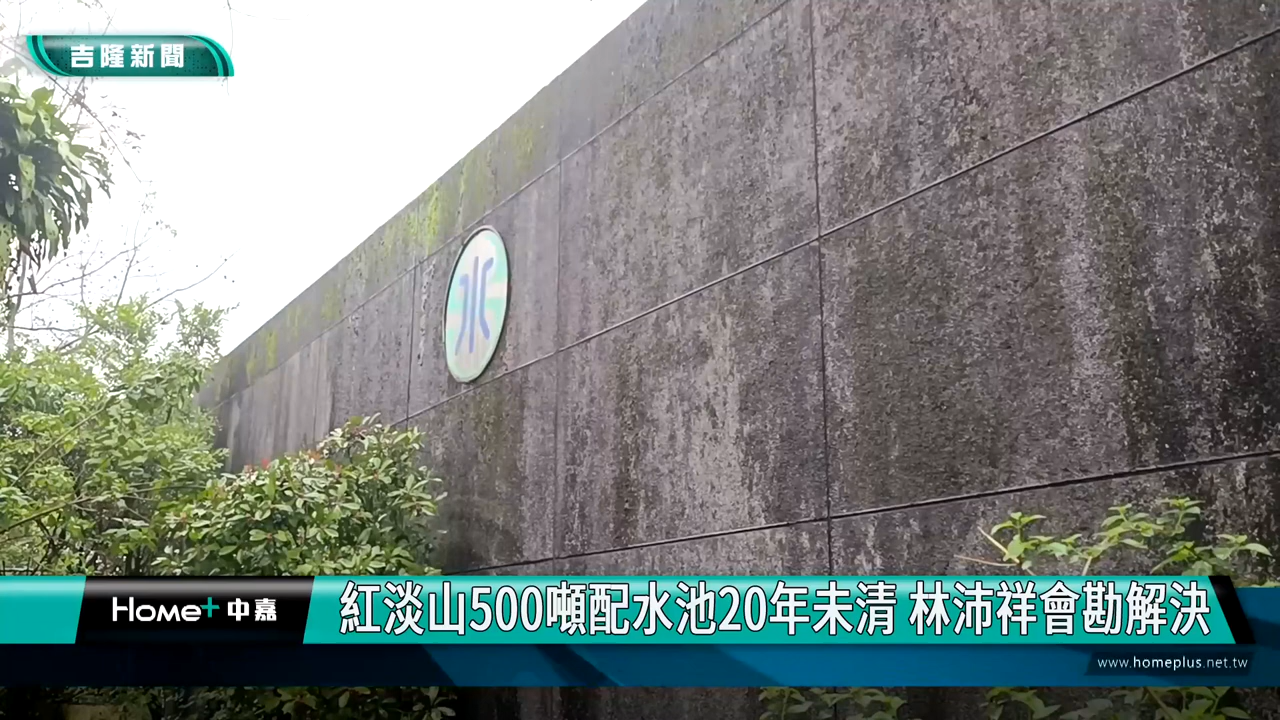 吉隆新聞
水
Home+ 中嘉
紅淡山500噸配水池20年未清 林沛祥會勘解決
www.homeplus.net.tw